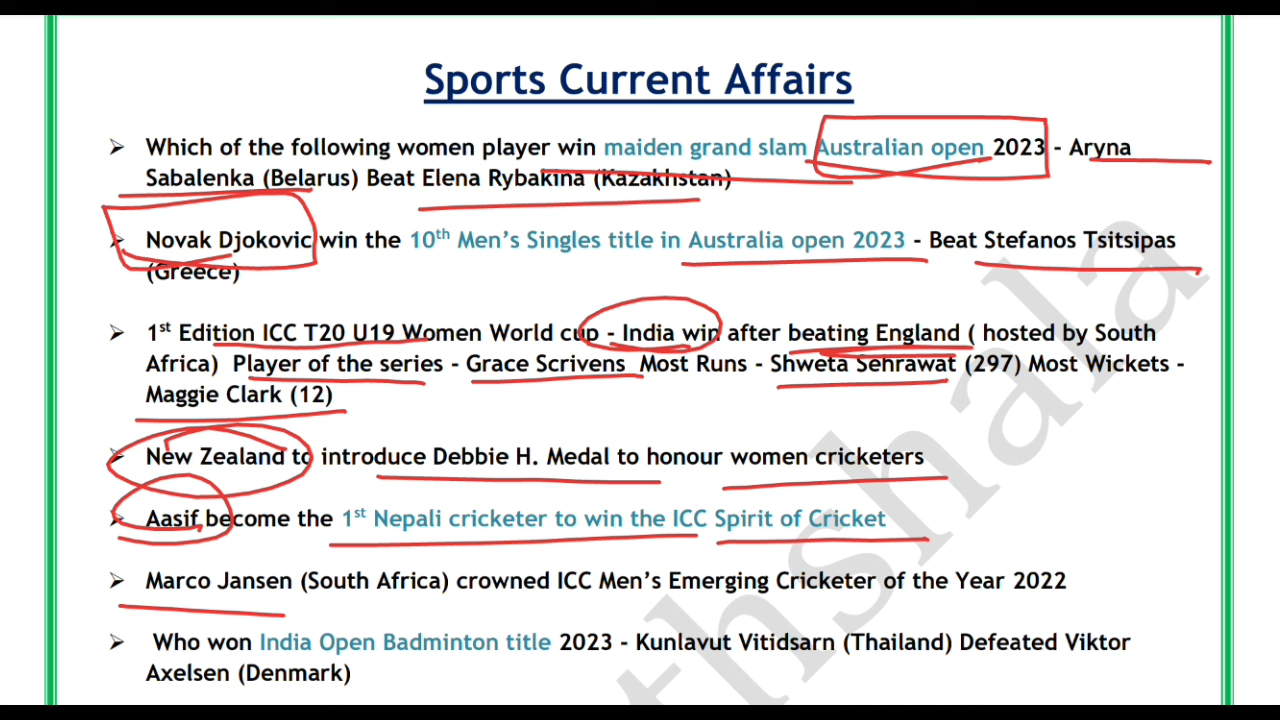 Sports Current Affairs
➢ Which of the following women player win maiden grand slam Australian open 2023 - Aryna
Sabalenka (Belarus) Beat Elena Rybakina (Kazakhstan)
➢ Novak Djokovic win the 10th Men's Singles title in Australia open 2023 - Beat Stefanos Tsitsipas
(Greece)
➢ 1st Edition ICC T20 U19 Women World cup - India win after beating England ( hosted by South
Africa) Player of the series - Grace Scrivens Most Runs - Shweta Sehrawat (297) Most Wickets -
Maggie Clark (12)
➢ New Zealand to introduce Debbie H. Medal to honour women cricketers
➢ Aasif become the 1st Nepali cricketer to win the ICC Spirit of Cricket
➢ Marco Jansen (South Africa) crowned ICC Men's Emerging Cricketer of the Year 2022
➢ Who won India Open Badminton title 2023 - Kunlavut Vitidsarn (Thailand) Defeated Viktor
Axelsen (Denmark)
thshala